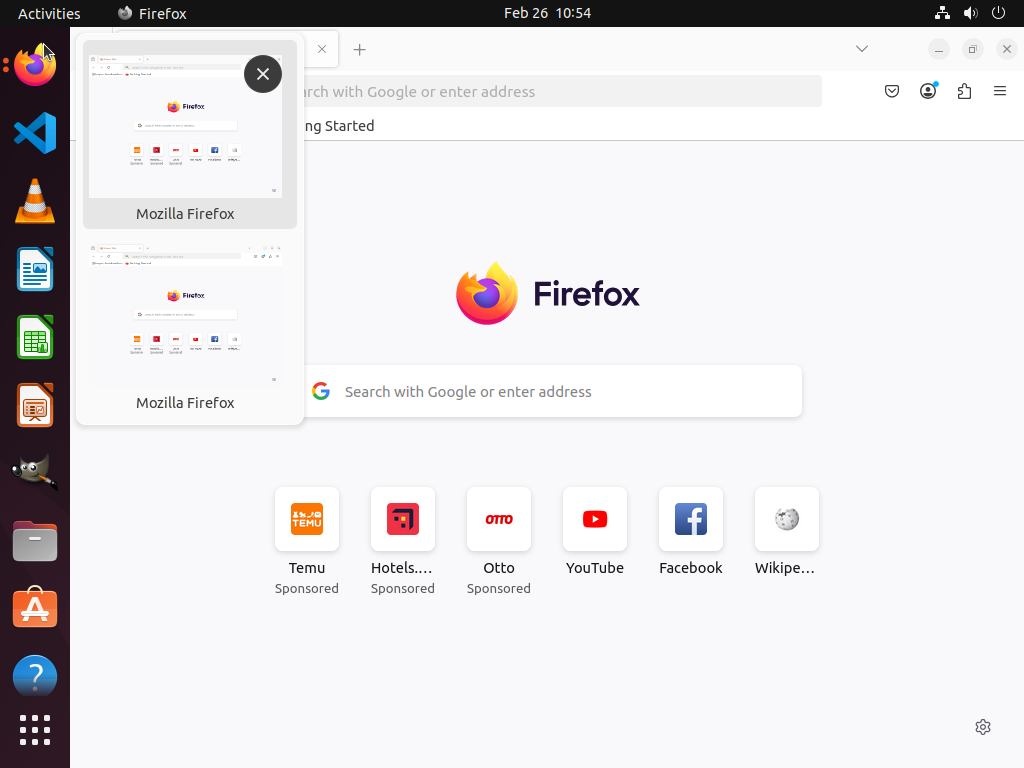 Activities
Firefox
Feb 26 10:54
rch with Google or enter address
ng Started
Mozilla Firefox
Mozilla Firefox
Firefox
Search with Google or enter address
TEMU
OTTO
Temu
Sponsored
Hotels....
Sponsored
Otto
Sponsored
YouTube
Facebook
Wikipe...